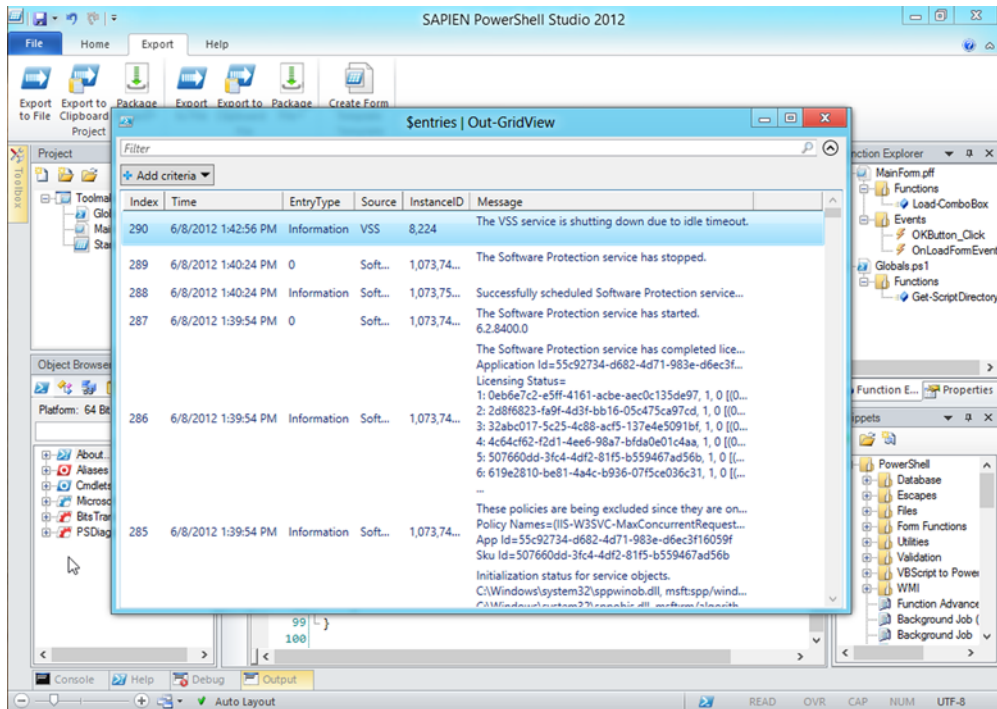 SAPIEN PowerShell Studio 2012
File Home Export Help
Export to File
Export to Clipboard
Package
Export
Export to
Package
Create Form
Project
$entries | Out-GridView
Filter
Add criteria
Index Time EntryType Source InstanceID Message
290 6/8/2012 1:42:56 PM Information VSS 8,224 The VSS service is shutting down due to idle timeout.
289 6/8/2012 1:40:24 PM 0 Soft... 1,073,74... The Software Protection service has stopped.
288 6/8/2012 1:40:24 PM Information Soft... 1,073,75... Successfully scheduled Software Protection service...
287 6/8/2012 1:39:54 PM 0 Soft... 1,073,74... The Software Protection service has started.
6.2.8400.0
The Software Protection service has completed lice...
Application Id=55c92734-d682-4d71-983e-d6ec3f...
Licensing Status=
1: 0eb6e7c2-e5ff-4161-acbe-aec0c135de97, 1, 0 [(0...
2: 2d8f6823-fa9f-4d3f-bb16-05c475ca97cd, 1, 0 [(0...
3: 32abc017-5c25-4c88-acf5-137e4e5091bf, 1, 0 [(0...
286 6/8/2012 1:39:54 PM Information Soft... 1,073,74...
4: 4c64cf62-f2d1-4ee6-98a7-bfda0e01c4aa, 1, 0 [(0...
5: 507660dd-3fc4-4df2-81f5-b559467ad56b, 1, 0 [(...
6: 619e2810-be81-4a4c-b936-07f5ce036c31, 1, 0 [(...
...
These policies are being excluded since they are on...
Policy Names=(IIS-W3SVC-MaxConcurrentRequest...
285 6/8/2012 1:39:54 PM Information Soft... 1,073,74...
App Id=55c92734-d682-4d71-983e-d6ec3f16059f
Sku Id=507660dd-3fc4-4df2-81f5-b559467ad56b
Initialization status for service objects.
C:\Windows\system32\sppwinob.dll, msft:spp/wind...
Toolbox
Project
Toolmal
Glol
Mai
Star
Object Browser
Platform: 64 Bit
About...
Aliases
Cmdlets
Microso
BitsTran
PSDiag
99 }
100
nction Explorer
MainForm.pff
Functions
Load-ComboBox
Events
OKButton_Click
OnLoadFormEvent
Globals.ps1
Functions
Get-ScriptDirectory
Function E... Properties
ippets
PowerShell
Database
Escapes
Files
Form Functions
Utilities
Validation
VBScript to Power
WMI
Function Advance
Background Job (
Background Job
Console Help Debug Output
Auto Layout
READ OVR CAP NUM UTF-8